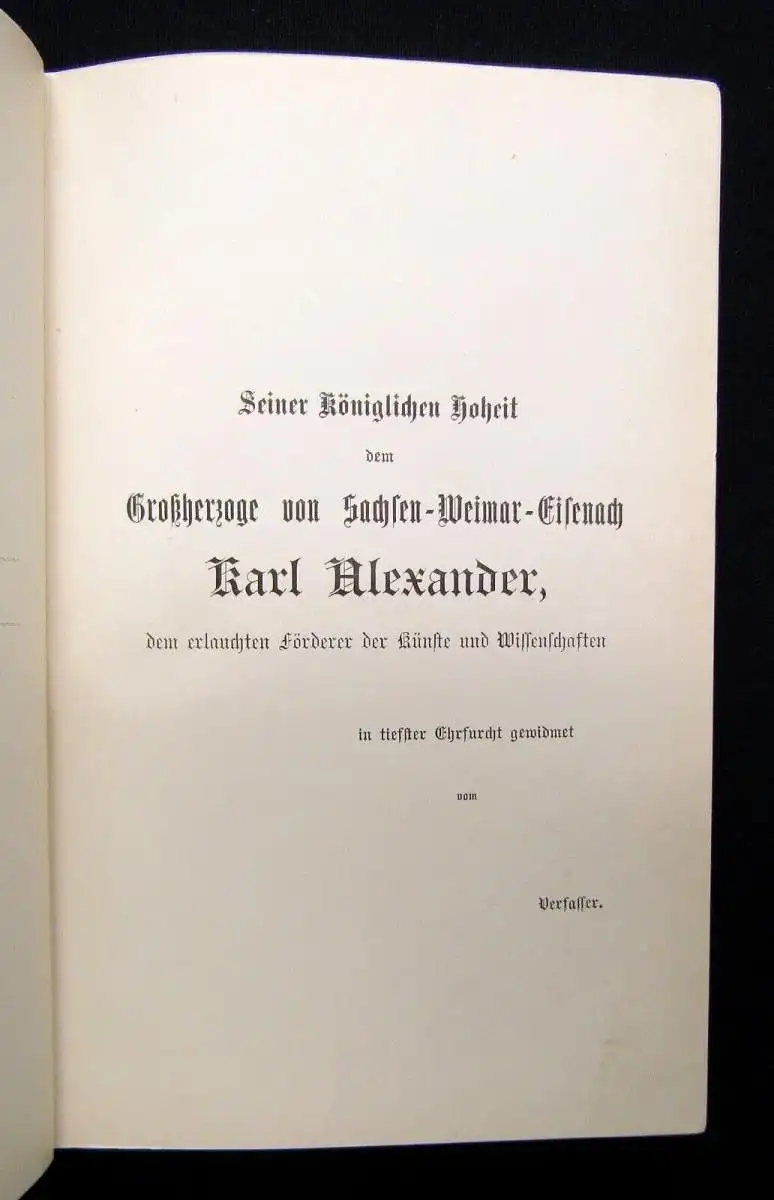 Seiner Königlichen Hoheit
dem
Großherzoge von Sachsen-Weimar-Eisenach
Karl Alexander,
dem erlauchten Förderer der Künste und Wissenschaften
in tiefster Ehrfurcht gewidmet
vom
Verfasser.